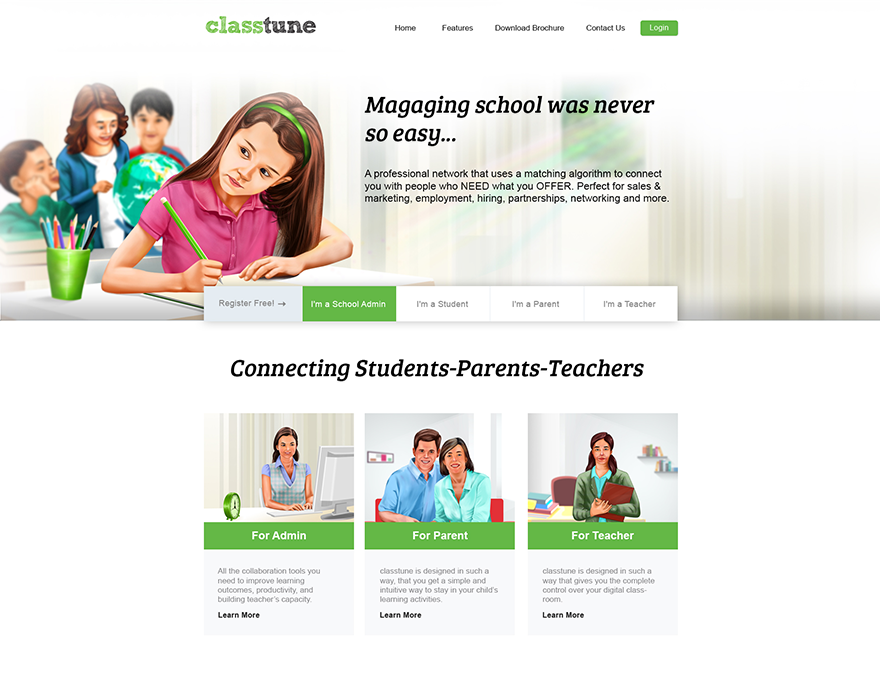 classtune
Home Features Download Brochure Contact Us Login
Magaging school was never
so easy...
A professional network that uses a matching algorithm to connect
you with people who NEED what you OFFER. Perfect for sales &
marketing, employment, hiring, partnerships, networking and more.
Register Free! → I'm a School Admin I'm a Student I'm a Parent I'm a Teacher
Connecting Students-Parents-Teachers
For Admin
All the collaboration tools you
need to improve learning
outcomes, productivity, and
building teacher's capacity.
Learn More
For Parent
classtune is designed in such a
way, that you get a simple and
intuitive way to stay in your child's
learning activities.
Learn More
For Teacher
classtune is designed in such a
way that gives you the complete
control over your digital class-
room.
Learn More